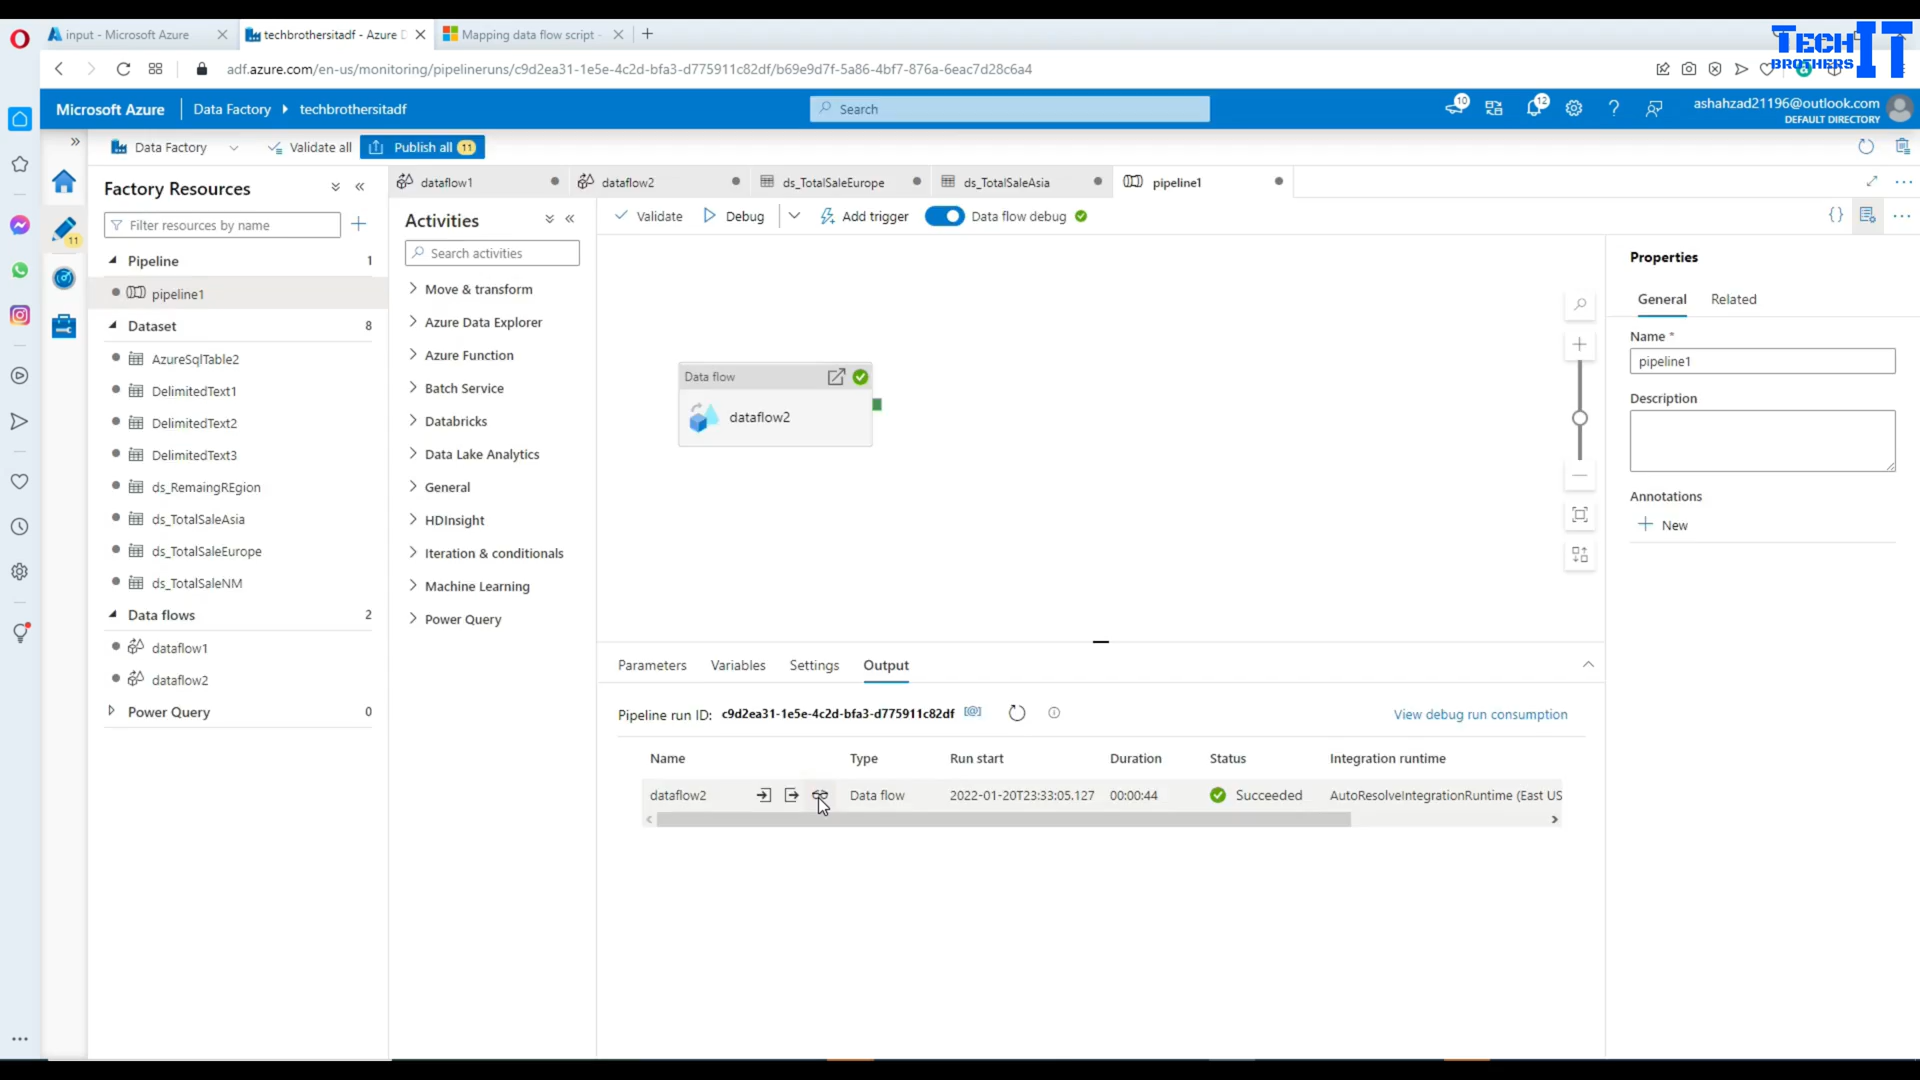 input - Microsoft Azure
techbrothersitadf - Azure D
Mapping data flow script -
TECH BROTHERS IT
adf.azure.com/en-us/monitoring/pipelineruns/c9d2ea31-1e5e-4c2d-bfa3-d775911c82df/b69e9d7f-5a86-4bf7-876a-6eac7d28c6a4
Microsoft Azure
Data Factory
techbrothersitadf
Search
10
12
ashahzad21196@outlook.com
DEFAULT DIRECTORY
Data Factory
Validate all
Publish all 11
11
Factory Resources
Filter resources by name
Pipeline 1
pipeline1
Dataset 8
AzureSqlTable2
DelimitedText1
DelimitedText2
DelimitedText3
ds_RemaingREgion
ds_TotalSaleAsia
ds_TotalSaleEurope
ds_TotalSaleNM
Data flows 2
dataflow1
dataflow2
Power Query 0
dataflow1
dataflow2
ds_TotalSaleEurope
ds_TotalSaleAsia
pipeline1
Activities
Search activities
Move & transform
Azure Data Explorer
Azure Function
Batch Service
Databricks
Data Lake Analytics
General
HDInsight
Iteration & conditionals
Machine Learning
Power Query
Validate
Debug
Add trigger
Data flow debug
Data flow
dataflow2
Parameters
Variables
Settings
Output
Pipeline run ID: c9d2ea31-1e5e-4c2d-bfa3-d775911c82df
View debug run consumption
Name Type Run start Duration Status Integration runtime
dataflow2 Data flow 2022-01-20T23:33:05.127 00:00:44 Succeeded AutoResolveIntegrationRuntime (East US
Properties
General
Related
Name *
pipeline1
Description
Annotations
New